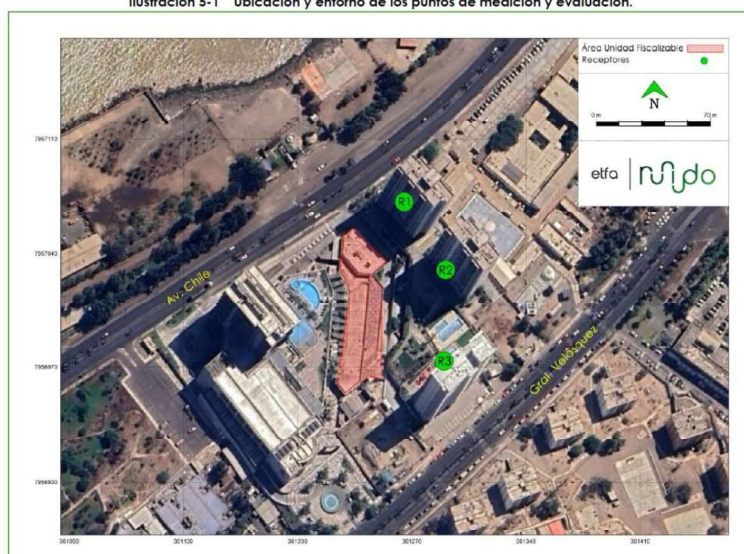 Ilustración 5-1 Ubicación y entorno de los puntos de medición y evaluación.
Área Unidad Fiscalizable
Receptores
N
0 m 70 m
etfa | ruido
7957110
R1
7957040
R2
Av. Chile
7956970
R3
Gral. Velásquez
7956900
361060 361130 361200 361270 361340 361410